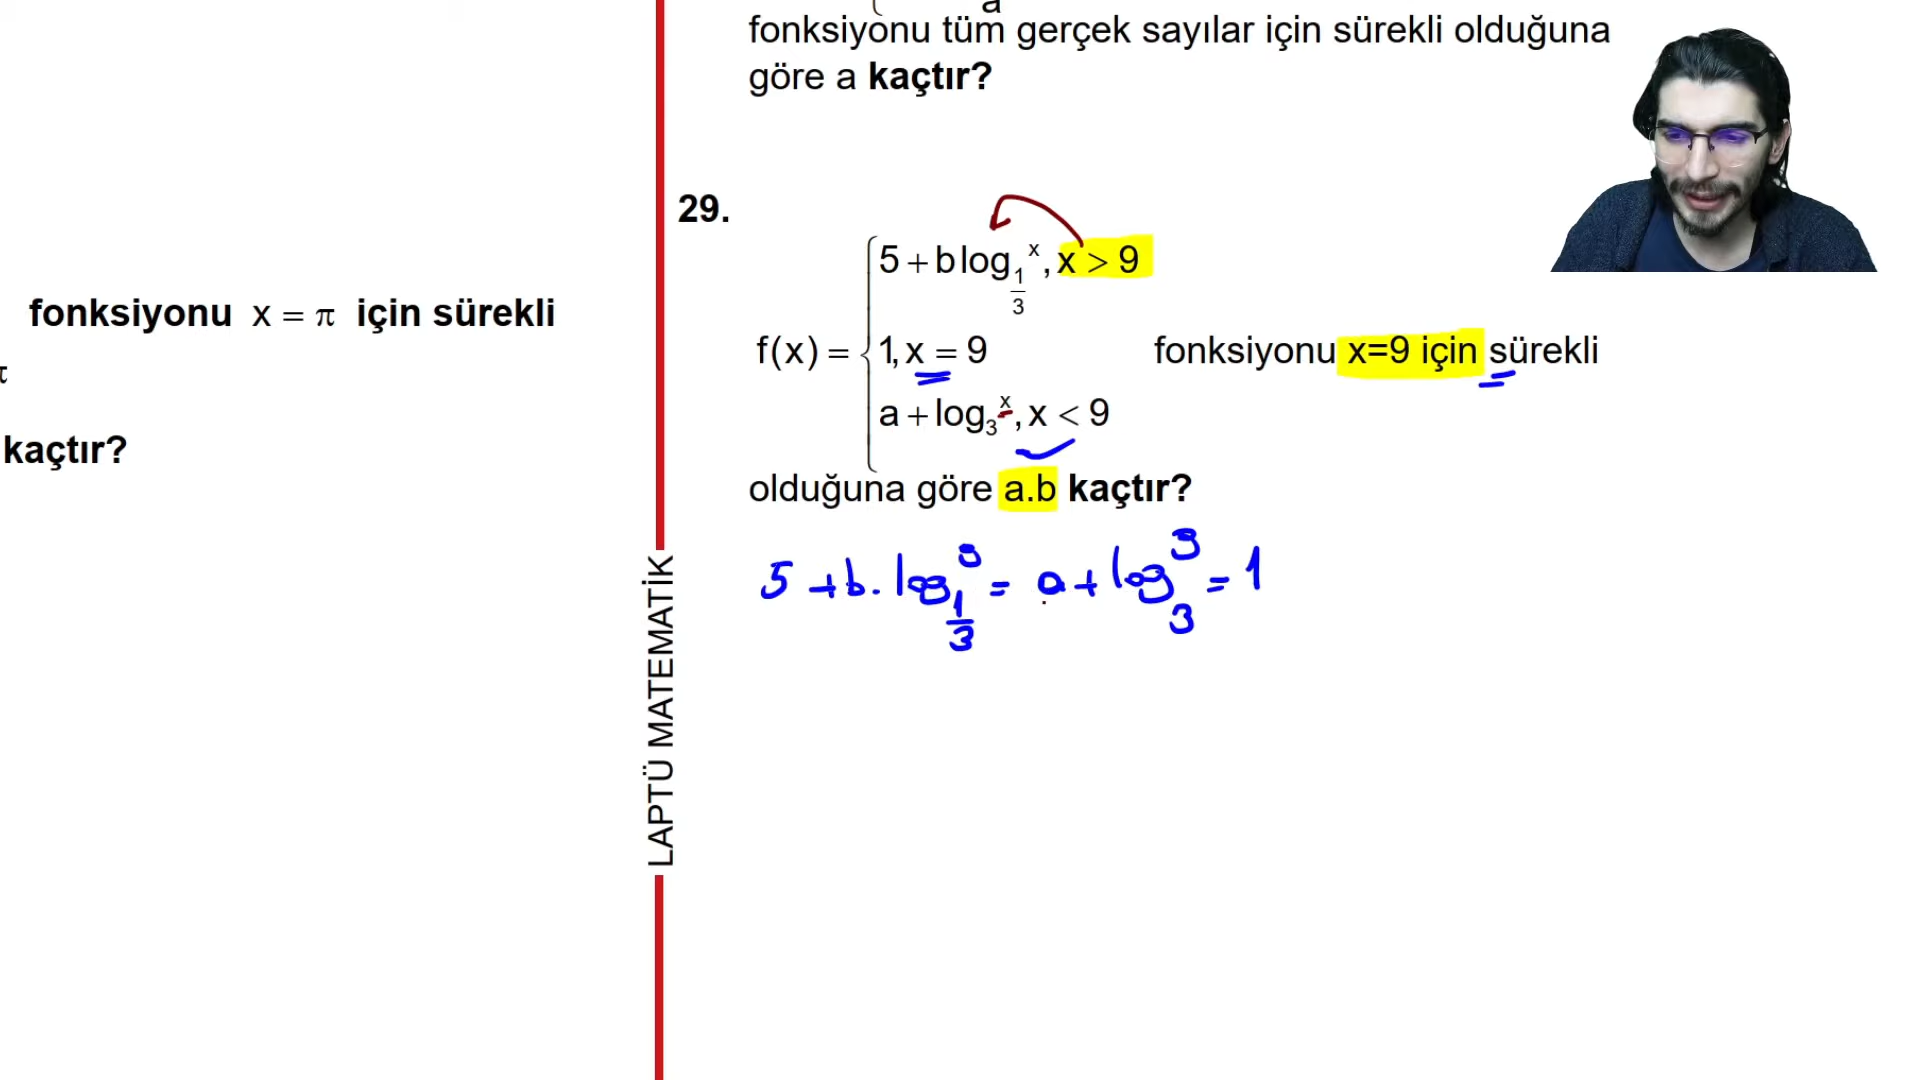 fonksiyonu x = π için sürekli
kaçtır?
LAPTÜ MATEMATİK
a
fonksiyonu tüm gerçek sayılar için sürekli olduğuna
göre a kaçtır?
29.
5 + b log_{1/3}^x, x > 9
f(x) = { 1, x = 9 fonksiyonu x=9 için sürekli
a + log_3^x, x < 9
olduğuna göre a.b kaçtır?
5 + b. log_{1/3}^9 = a + log_3^9 = 1